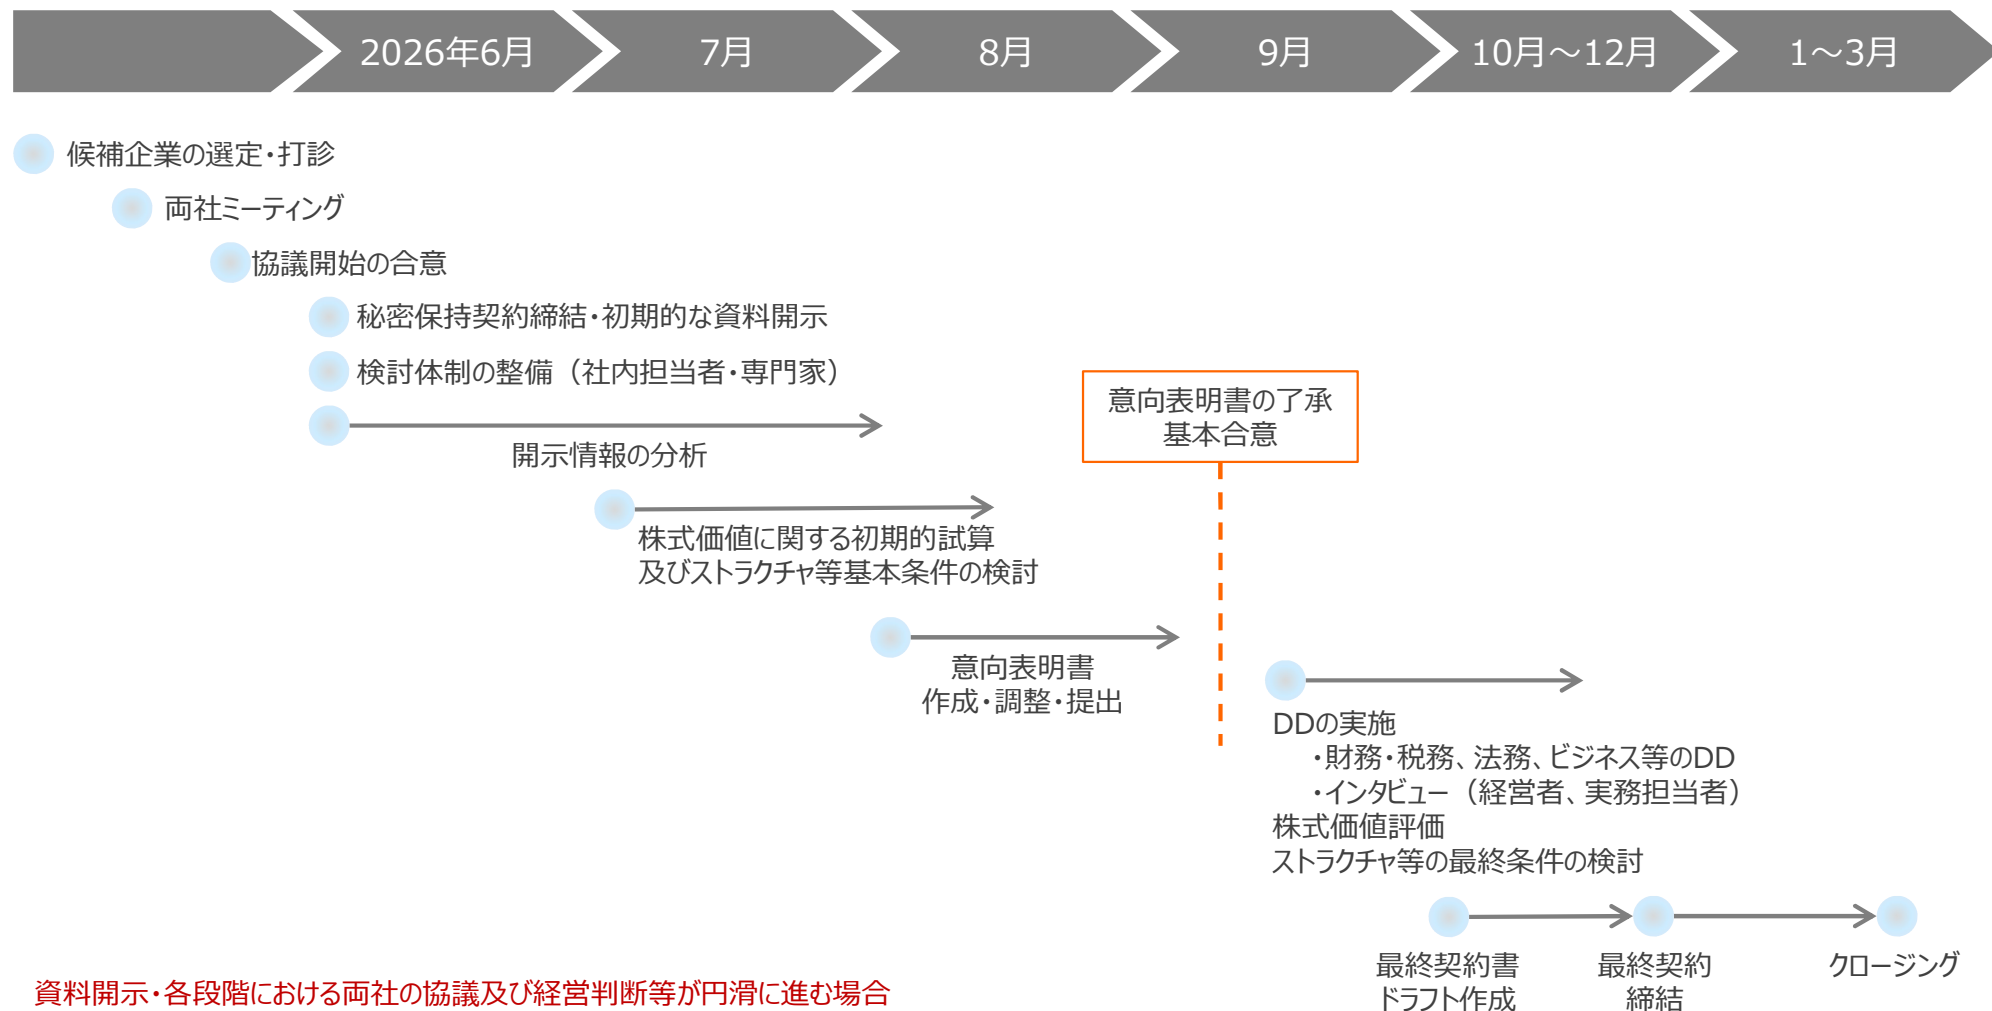 2026年6月
7月
8月
9月
10月～12月
1～3月
候補企業の選定・打診
両社ミーティング
協議開始の合意
秘密保持契約締結・初期的な資料開示
検討体制の整備（社内担当者・専門家）
開示情報の分析
意向表明書の了承
基本合意
株式価値に関する初期的試算
及びストラクチャ等基本条件の検討
意向表明書
作成・調整・提出
DDの実施
・財務・税務、法務、ビジネス等のDD
・インタビュー（経営者、実務担当者）
株式価値評価
ストラクチャ等の最終条件の検討
最終契約書
ドラフト作成
最終契約
締結
クロージング
資料開示・各段階における両社の協議及び経営判断等が円滑に進む場合